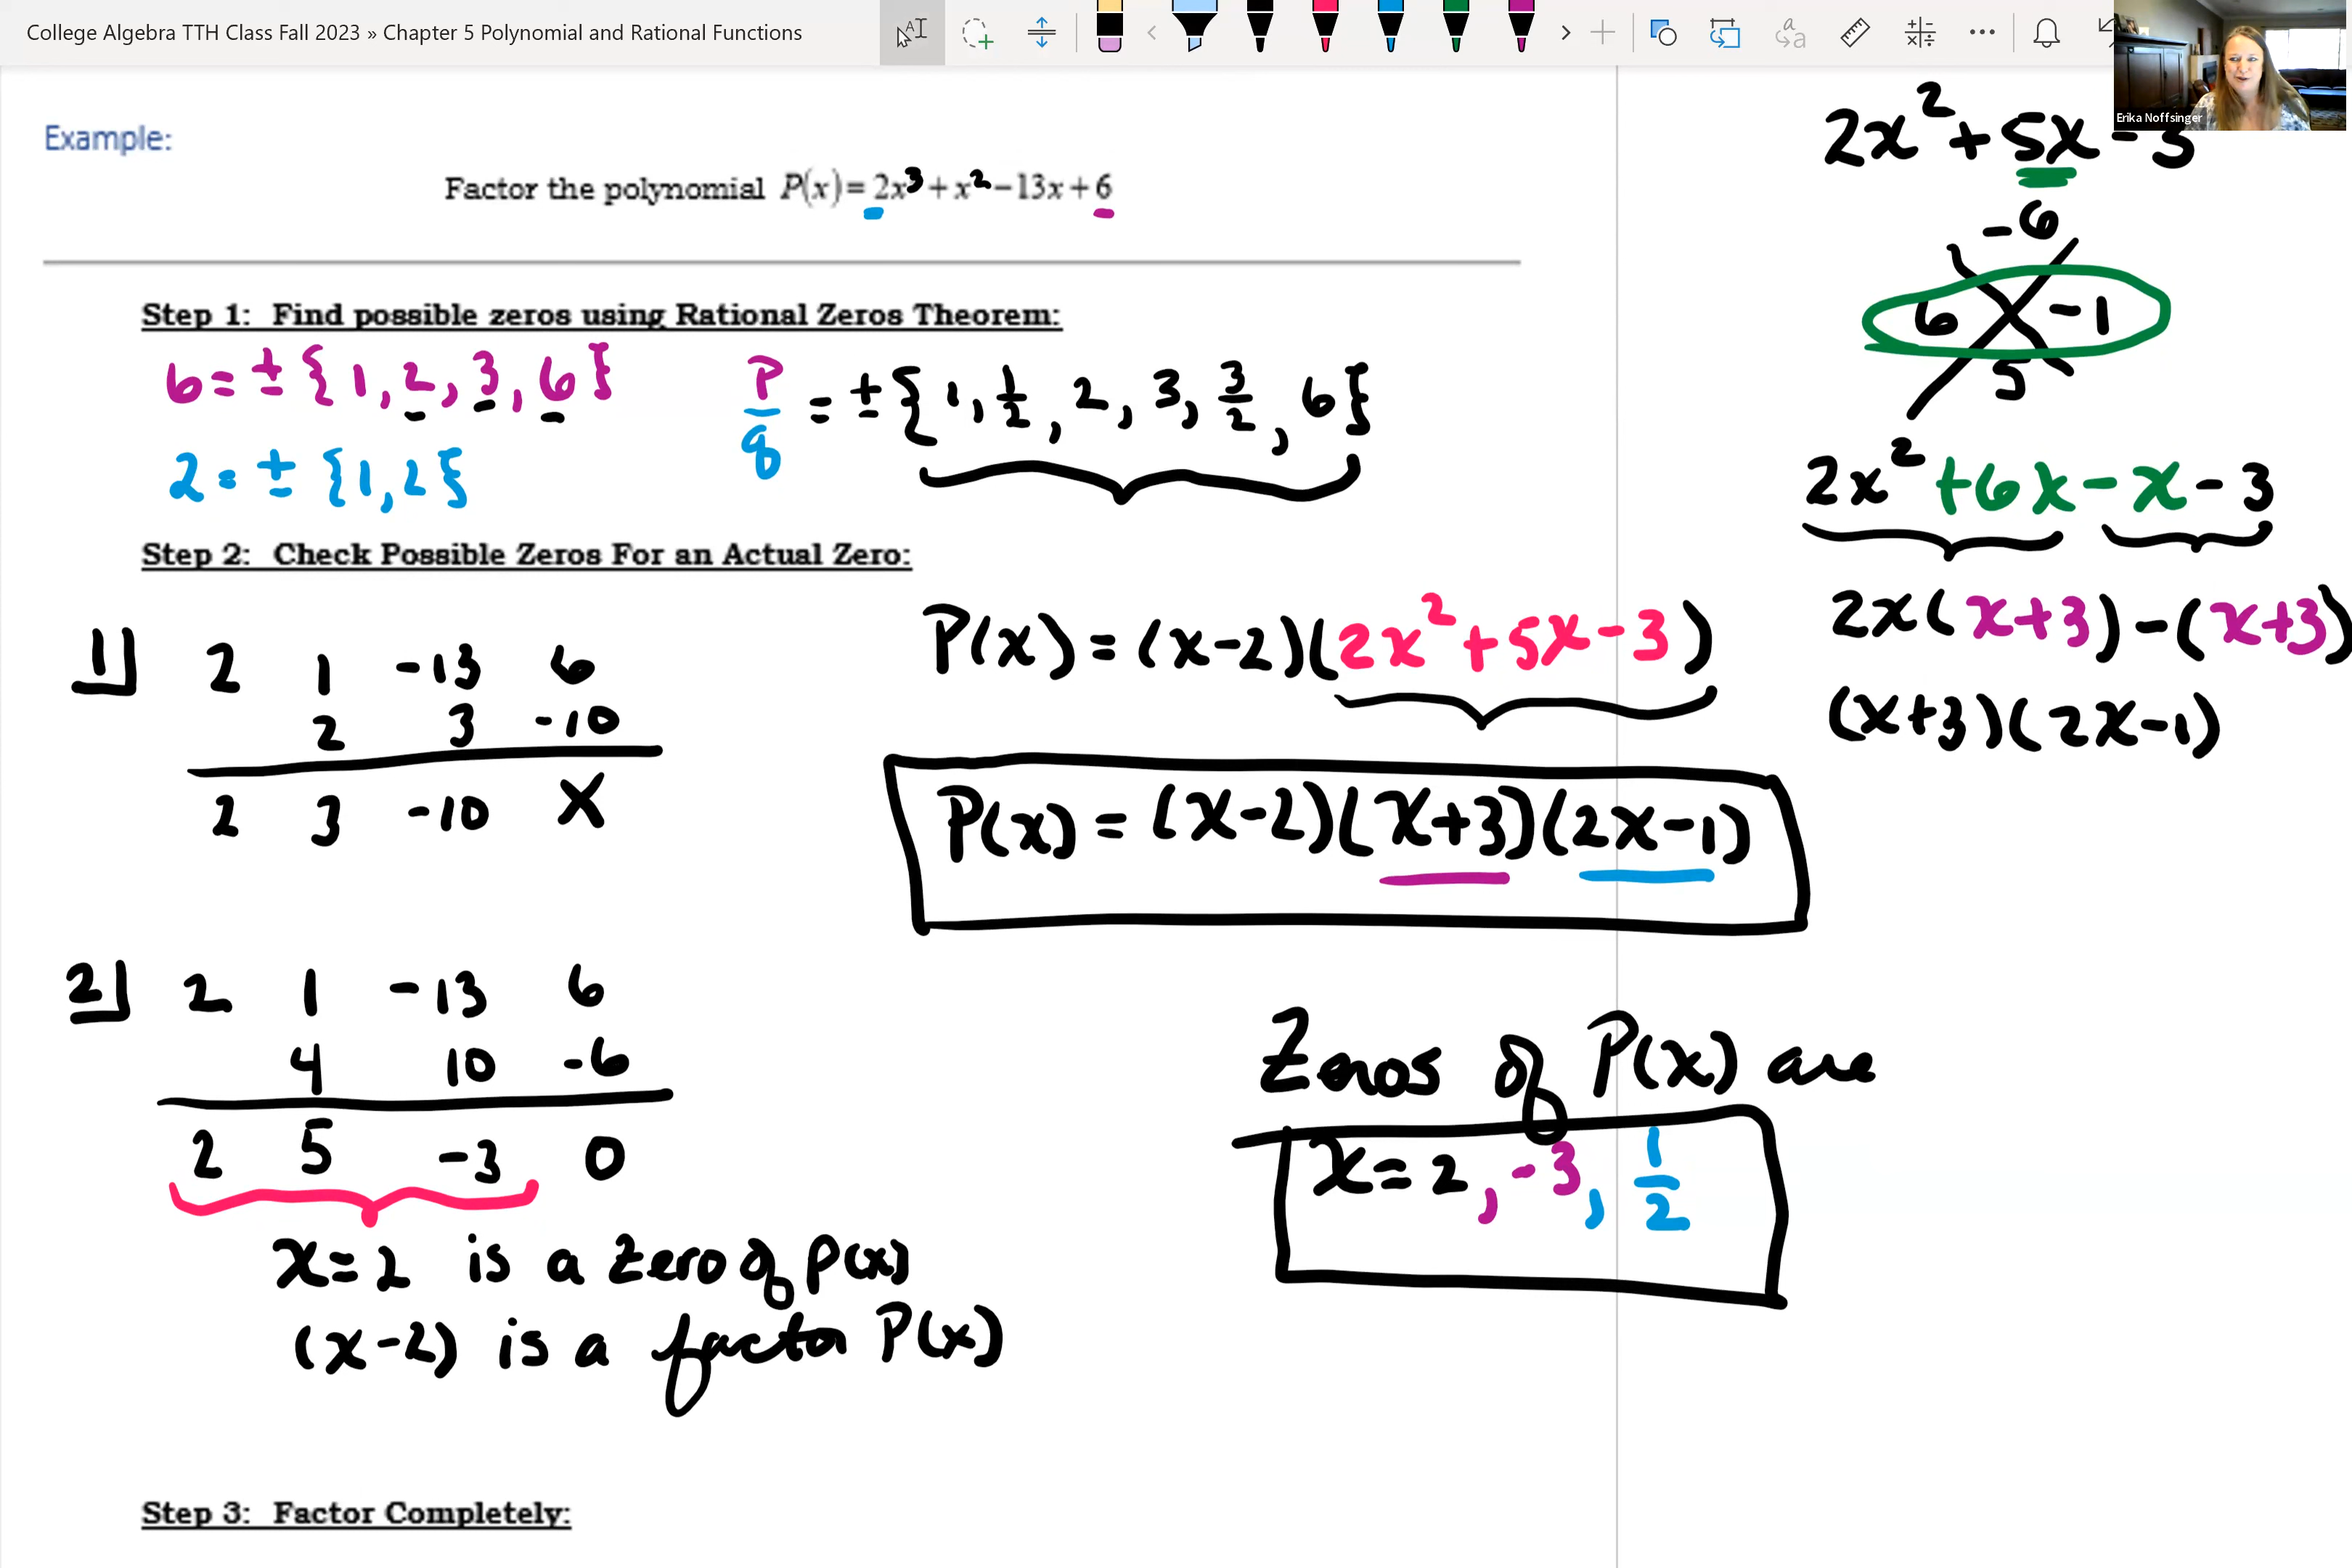 College Algebra TTH Class Fall 2023 » Chapter 5 Polynomial and Rational Functions
Erika Noffsinger
Example:
Factor the polynomial P(x) = 2x³ + x² − 13x + 6
Step 1: Find possible zeros using Rational Zeros Theorem:
6 = ± {1, 2, 3, 6}
2 = ± {1, 2}
p/q = ± {1, 1/2, 2, 3, 3/2, 6}
Step 2: Check Possible Zeros For an Actual Zero:
1| 2 1 -13 6
2 3 -10
2 3 -10 X
2| 2 1 -13 6
4 10 -6
2 5 -3 0
x = 2 is a zero of P(x)
(x-2) is a factor P(x)
P(x) = (x-2)(2x² + 5x - 3)
P(x) = (x-2)(x+3)(2x-1)
Zeros of P(x) are
x = 2, -3, 1/2
2x² + 5x - 3
-6
6 -1
5
2x² + 6x - x - 3
2x(x+3) - (x+3)
(x+3)(2x-1)
Step 3: Factor Completely: